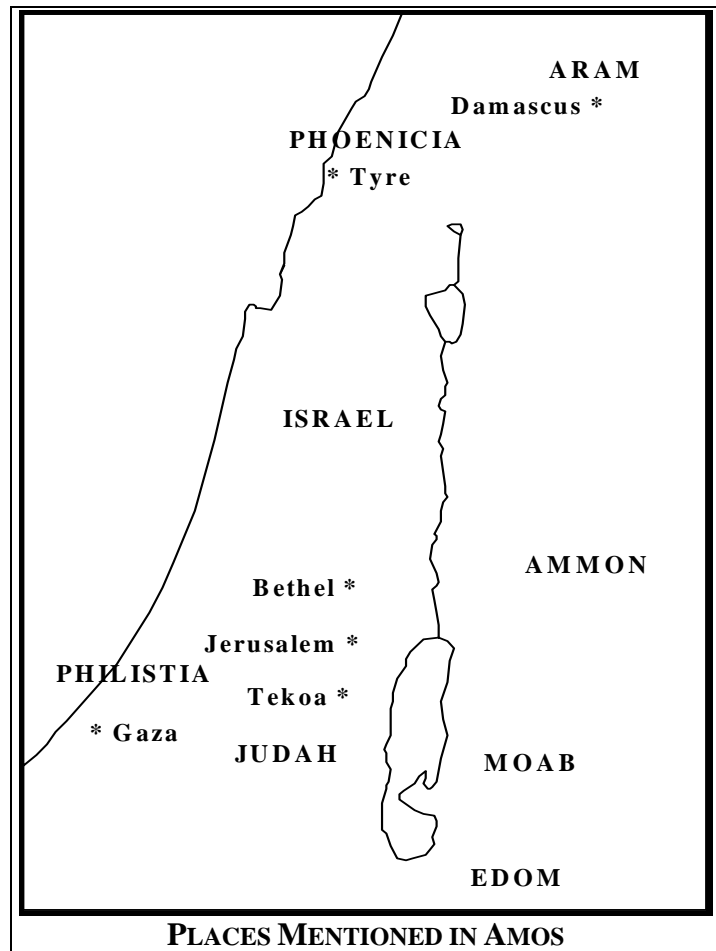 ARAM
Damascus *
PHOENICIA
* Tyre
ISRAEL
AMMON
Bethel *
Jerusalem *
PHILISTIA
Tekoa *
* Gaza
JUDAH
MOAB
EDOM
PLACES MENTIONED IN AMOS